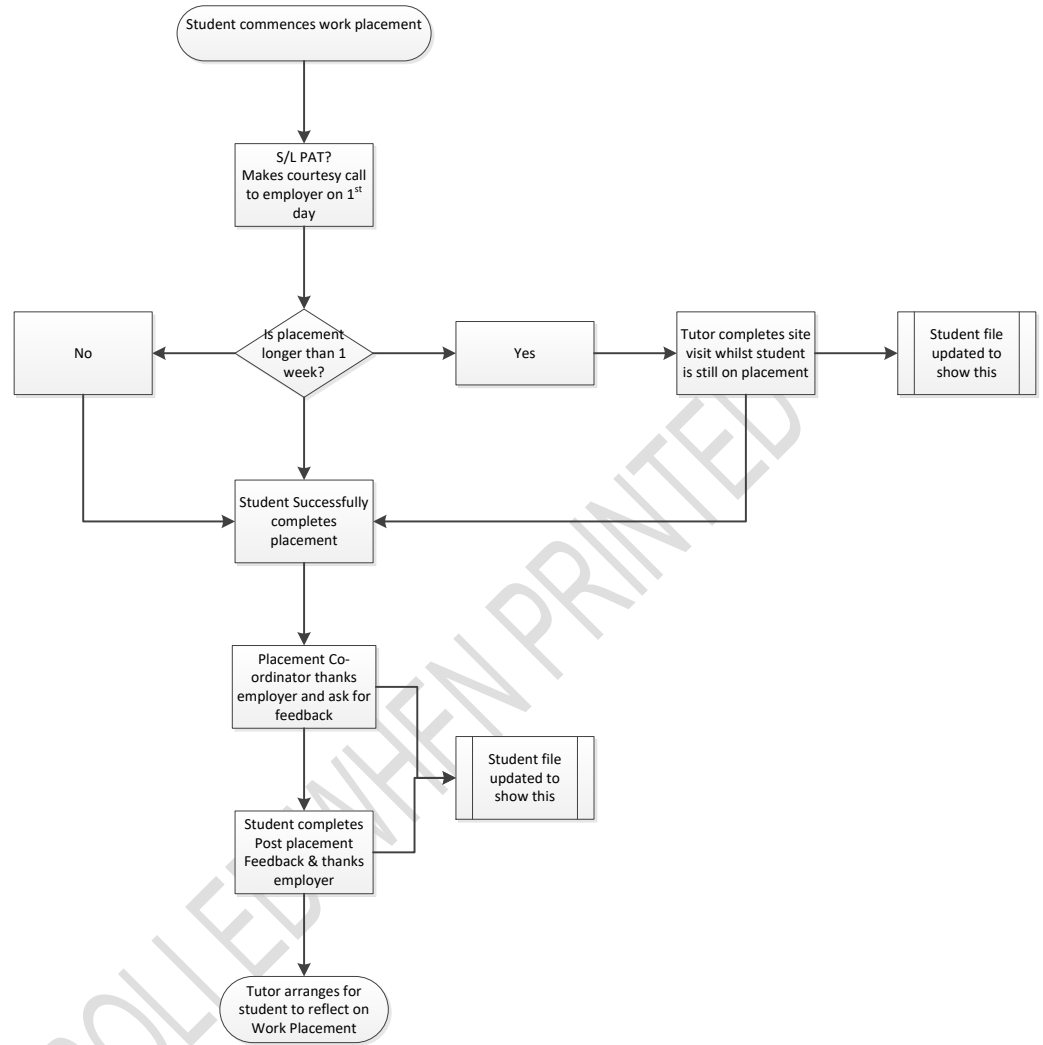 Student commences work placement
S/L PAT?
Makes courtesy call
to employer on 1st
day
Is placement
longer than 1
week?
No
Yes
Tutor completes site
visit whilst student
is still on placement
Student file
updated to
show this
Student Successfully
completes
placement
Placement Co-
ordinator thanks
employer and ask for
feedback
Student file
updated to
show this
Student completes
Post placement
Feedback & thanks
employer
Tutor arranges for
student to reflect on
Work Placement
OLLED WHEN PRINTED